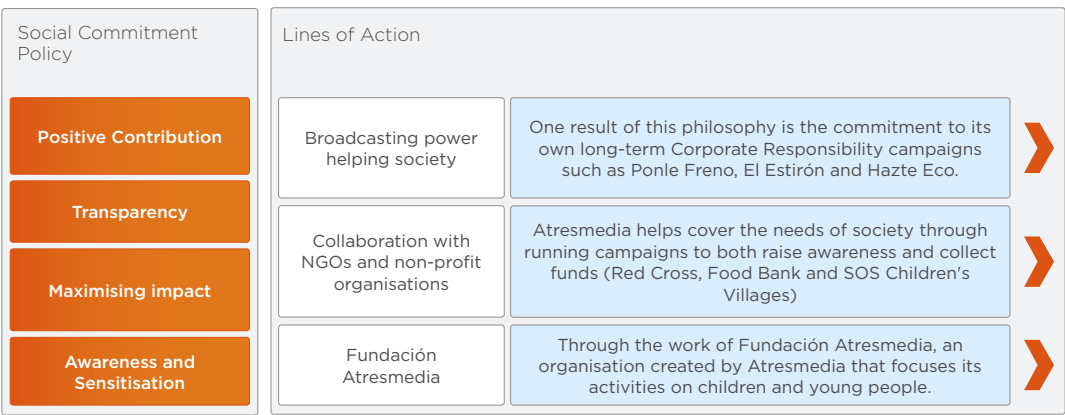 Social Commitment
Policy
Positive Contribution
Transparency
Maximising impact
Awareness and
Sensitisation
Lines of Action
Broadcasting power
helping society
One result of this philosophy is the commitment to its
own long-term Corporate Responsibility campaigns
such as Ponle Freno, El Estirón and Hazte Eco.
Collaboration with
NGOs and non-profit
organisations
Atresmedia helps cover the needs of society through
running campaigns to both raise awareness and collect
funds (Red Cross, Food Bank and SOS Children's
Villages)
Fundación
Atresmedia
Through the work of Fundación Atresmedia, an
organisation created by Atresmedia that focuses its
activities on children and young people.